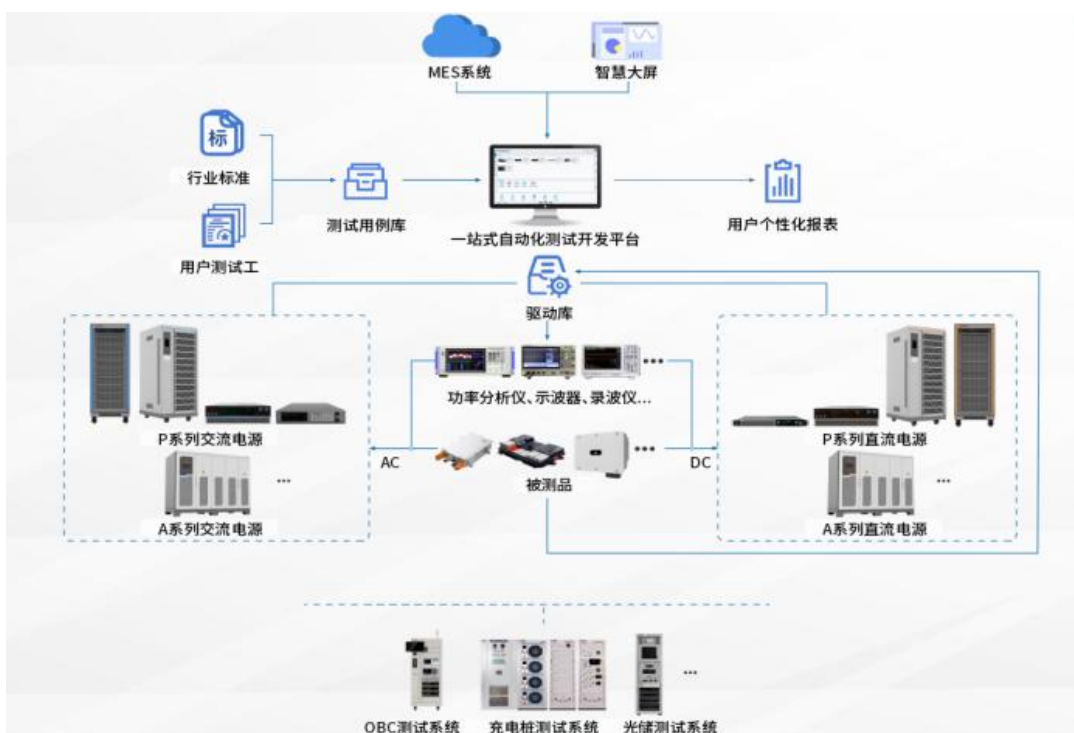 MES系统
智慧大屏
标
行业标准
测试用例库
用户测试工
一站式自动化测试开发平台
用户个性化报表
驱动库
功率分析仪、示波器、录波仪...
P系列交流电源
P系列直流电源
AC
DC
...
被测品
A系列交流电源
A系列直流电源
OBC测试系统
充电桩测试系统
光储测试系统
...